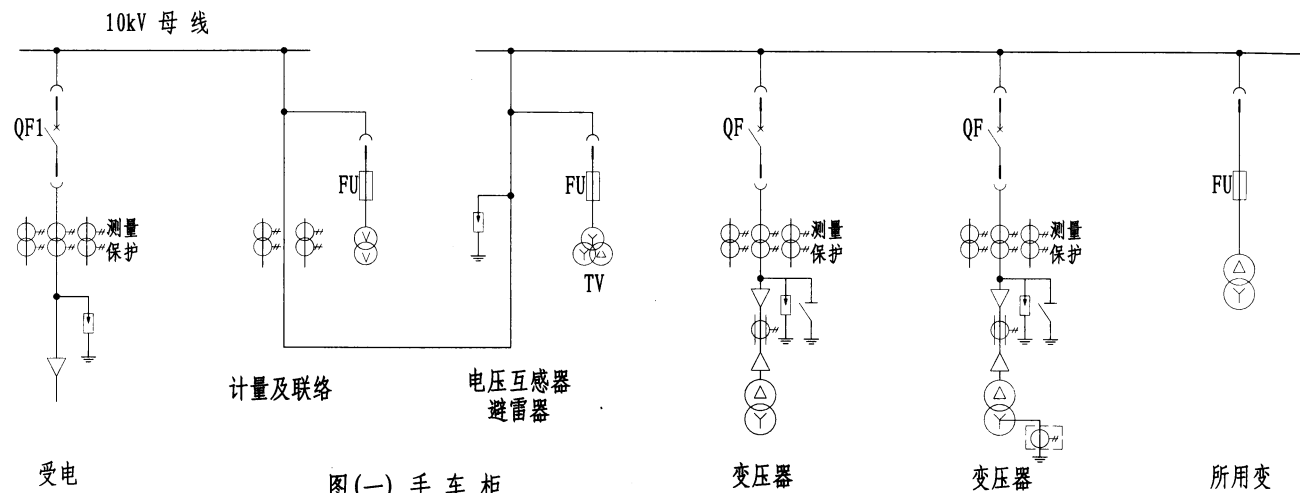 10kV 母 线
QF1
FU
FU
QF
QF
FU
测量
保护
测量
保护
测量
保护
TV
计量及联络
电压互感器
避雷器
受电
图(一) 手 车 柜
变压器
变压器
所用变